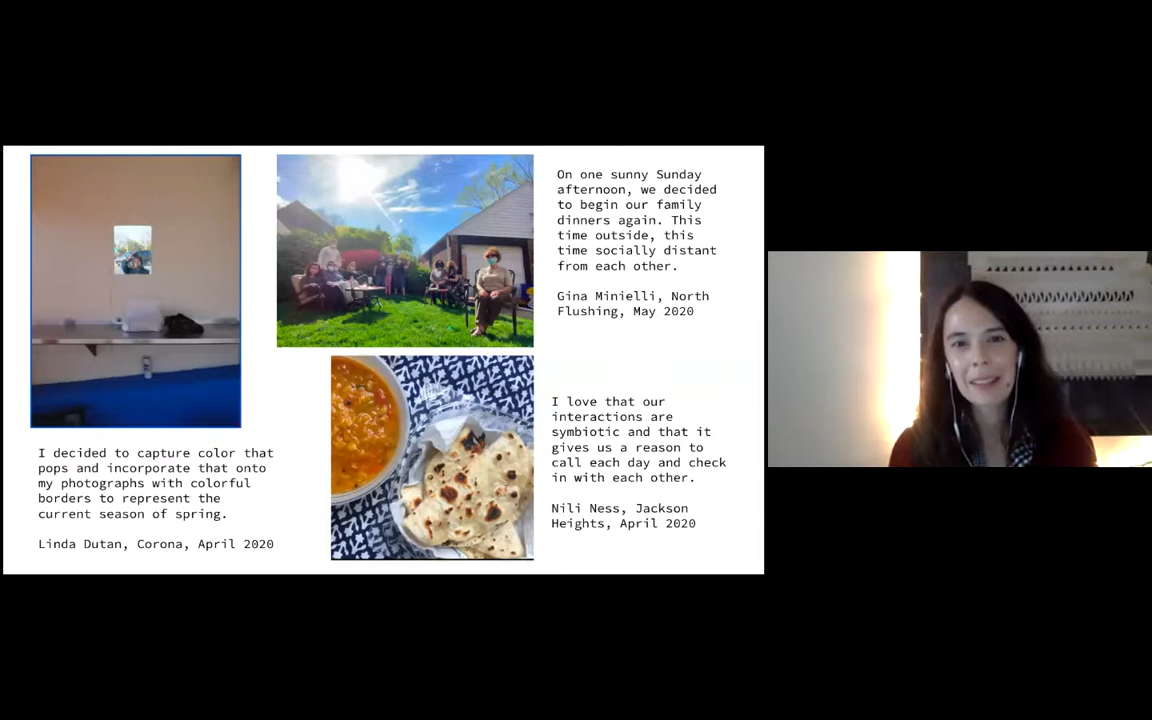 On one sunny Sunday
afternoon, we decided
to begin our family
dinners again. This
time outside, this
time socially distant
from each other.
Gina Minielli, North
Flushing, May 2020
I love that our
interactions are
symbiotic and that it
gives us a reason to
call each day and check
in with each other.
Nili Ness, Jackson
Heights, April 2020
I decided to capture color that
pops and incorporate that onto
my photographs with colorful
borders to represent the
current season of spring.
Linda Dutan, Corona, April 2020